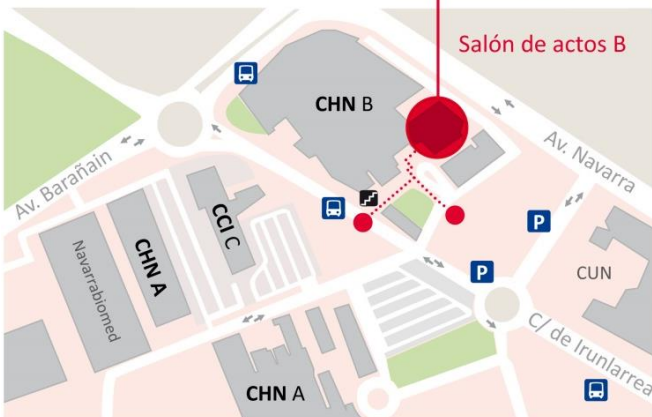 Salón de actos B
CHN B
Av. Navarra
Av. Barañain
CCI C
CHN A
Navarrabiomed
P
P
CUN
C/ de Irunlarrea
CHN A